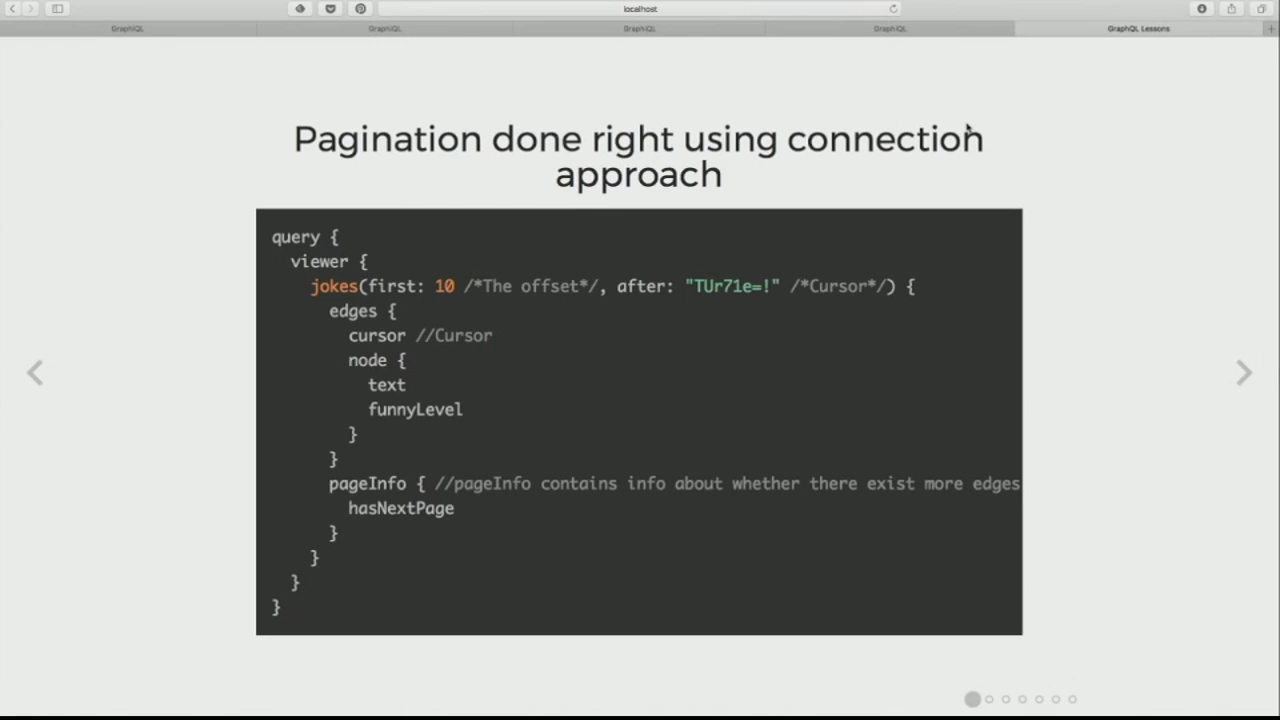 localhost
GraphiQL
GraphiQL
GraphiQL
GraphiQL
GraphQL Lessons
Pagination done right using connection
approach
query {
viewer {
jokes(first: 10 /*The offset*/, after: "TUr71e=!" /*Cursor*/) {
edges {
cursor //Cursor
node {
text
funnyLevel
}
}
pageInfo { //pageInfo contains info about whether there exist more edges
hasNextPage
}
}
}
}